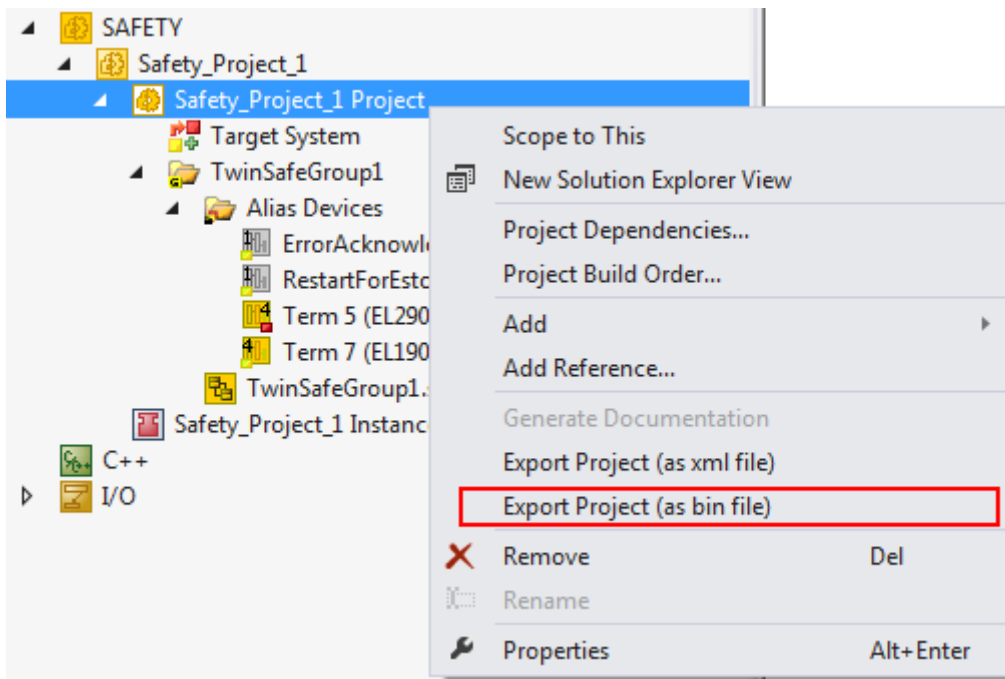 SAFETY
Safety_Project_1
Safety_Project_1 Project
Target System
TwinSafeGroup1
Alias Devices
ErrorAcknowl
RestartForEsto
Term 5 (EL290
Term 7 (EL190
TwinSafeGroup1.
Safety_Project_1 Instanc
C++
I/O
Scope to This
New Solution Explorer View
Project Dependencies...
Project Build Order...
Add
Add Reference...
Generate Documentation
Export Project (as xml file)
Export Project (as bin file)
Remove Del
Rename
Properties Alt+Enter